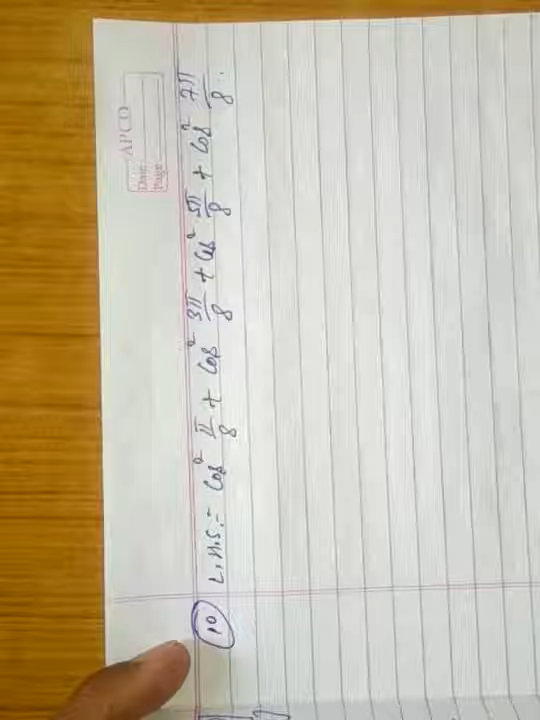 APCO
Date:
Page
(10) L.H.S. = Cos² π/8 + Cos² 3π/8 + Cos² 5π/8 + Cos² 7π/8.